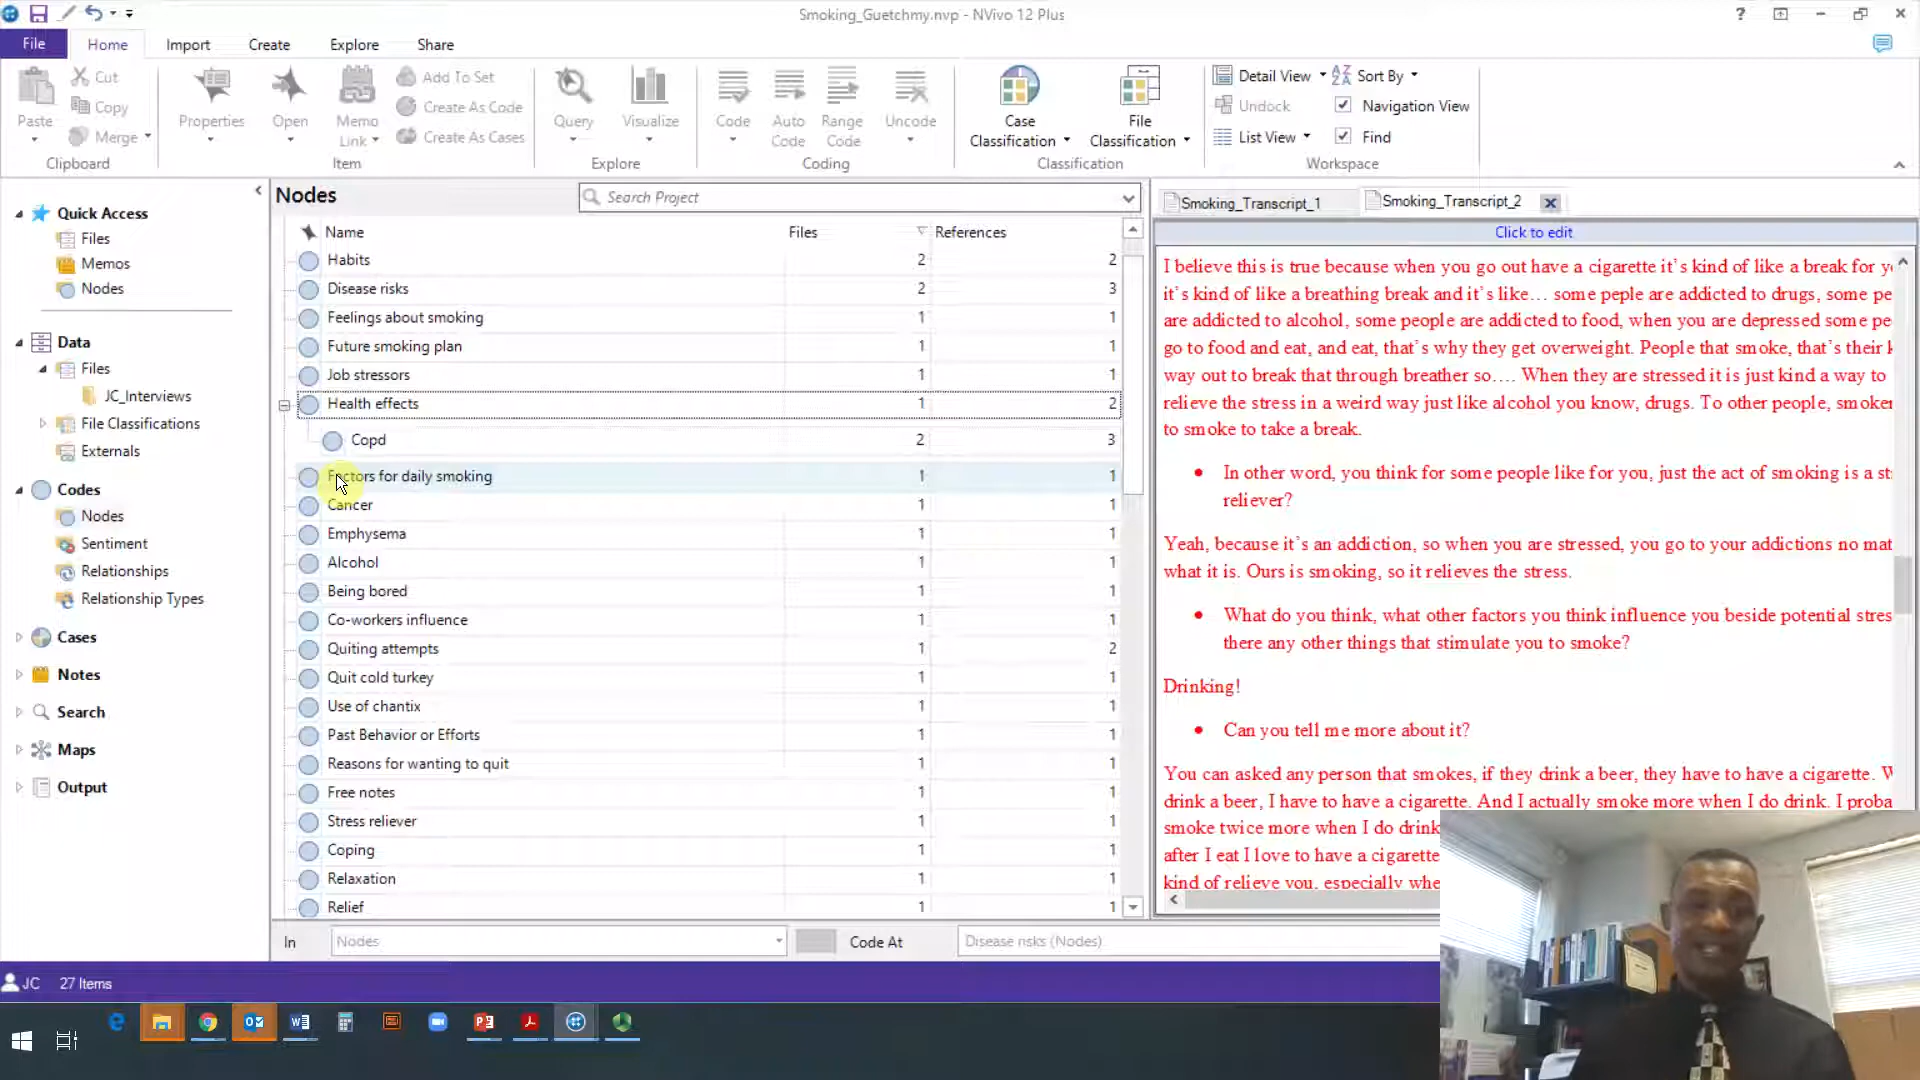 Smoking_Guetchmy.nvp - NVivo 12 Plus
File Home Import Create Explore Share
Paste
Cut
Copy
Merge
Clipboard
Properties
Open
Memo Link
Add To Set
Create As Code
Create As Cases
Item
Query
Visualize
Explore
Code
Auto Code
Range Code
Uncode
Coding
Case Classification
File Classification
Classification
Detail View
Sort By
Undock
Navigation View
List View
Find
Workspace
Quick Access
Files
Memos
Nodes
Data
Files
JC_Interviews
File Classifications
Externals
Codes
Nodes
Sentiment
Relationships
Relationship Types
Cases
Notes
Search
Maps
Output
Nodes
Search Project
Name Files References
Habits 2 2
Disease risks 2 3
Feelings about smoking 1 1
Future smoking plan 1 1
Job stressors 1 1
Health effects 1 2
Copd 2 3
Factors for daily smoking 1 1
Cancer 1 1
Emphysema 1 1
Alcohol 1 1
Being bored 1 1
Co-workers influence 1 1
Quiting attempts 1 2
Quit cold turkey 1 1
Use of chantix 1 1
Past Behavior or Efforts 1 1
Reasons for wanting to quit 1 1
Free notes 1 1
Stress reliever 1 1
Coping 1 1
Relaxation 1 1
Relief 1 1
In Nodes Code At Disease risks (Nodes)
Smoking_Transcript_1 Smoking_Transcript_2
Click to edit
I believe this is true because when you go out have a cigarette it's kind of like a break for
it's kind of like a breathing break and it's like… some peple are addicted to drugs, some
are addicted to alcohol, some people are addicted to food, when you are depressed some
go to food and eat, and eat, that's why they get overweight. People that smoke, that's their
way out to break that through breather so…. When they are stressed it is just kind a way to
relieve the stress in a weird way just like alcohol you know, drugs. To other people, smoker
to smoke to take a break.
• In other word, you think for some people like for you, just the act of smoking is a
reliever?
Yeah, because it's an addiction, so when you are stressed, you go to your addictions no
what it is. Ours is smoking, so it relieves the stress.
• What do you think, what other factors you think influence you beside potential
there any other things that stimulate you to smoke?
Drinking!
• Can you tell me more about it?
You can asked any person that smokes, if they drink a beer, they have to have a cigarette.
drink a beer, I have to have a cigarette. And I actually smoke more when I do drink. I
smoke twice more when I do drink
after I eat I love to have a cigarette
kind of relieve you, especially
JC 27 Items